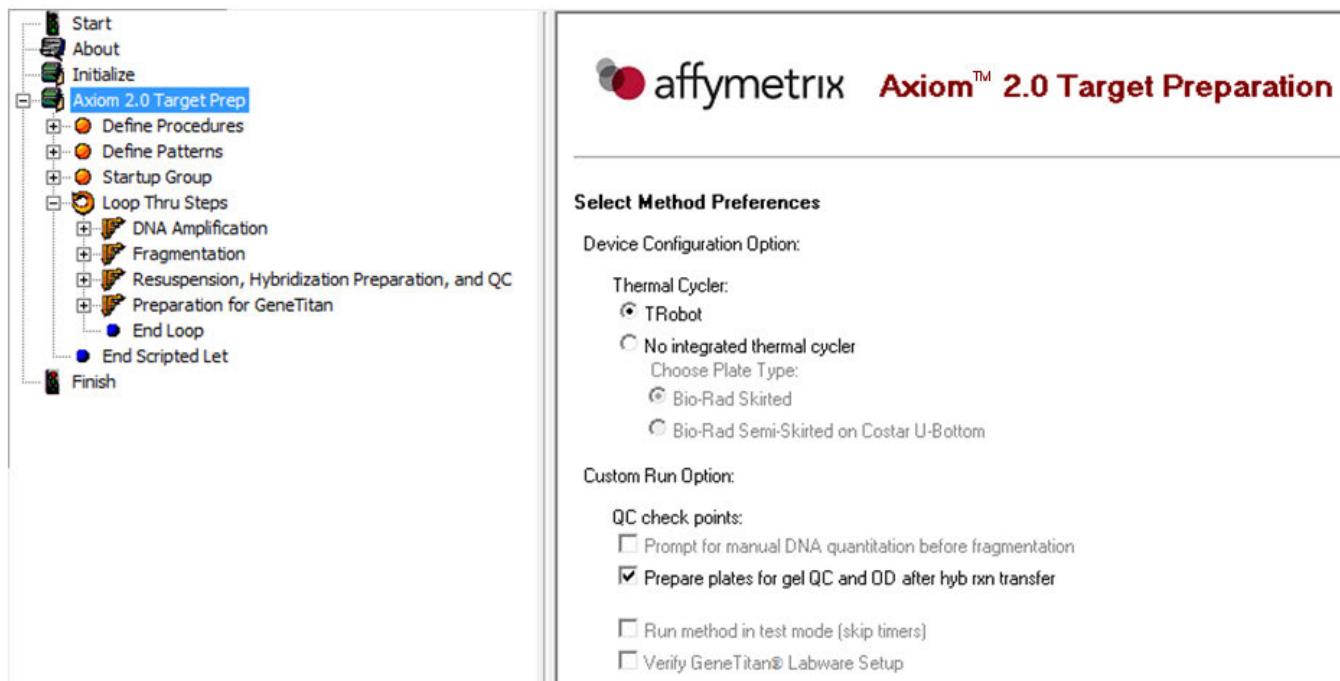 Start
About
Initialize
Axiom 2.0 Target Prep
Define Procedures
Define Patterns
Startup Group
Loop Thru Steps
DNA Amplification
Fragmentation
Resuspension, Hybridization Preparation, and QC
Preparation for GeneTitan
End Loop
End Scripted Let
Finish
affymetrix Axiom™ 2.0 Target Preparation
Select Method Preferences
Device Configuration Option:
Thermal Cycler:
TRobot
No integrated thermal cycler
Choose Plate Type:
Bio-Rad Skirted
Bio-Rad Semi-Skirted on Costar U-Bottom
Custom Run Option:
QC check points:
Prompt for manual DNA quantitation before fragmentation
Prepare plates for gel QC and OD after hyb rxn transfer
Run method in test mode (skip timers)
Verify GeneTitan® Labware Setup